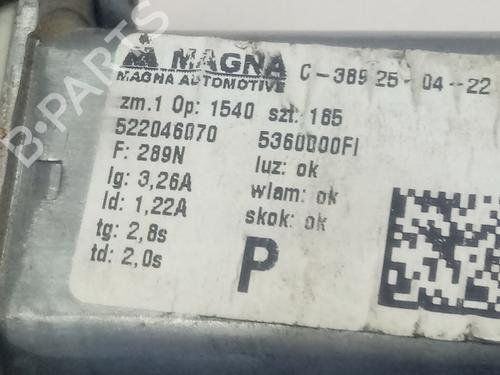 MAGNA
MAGNA AUTOMOTIVE
C-389 25-04-22
zm.1 Op: 1540 szt: 165
522046070 5360000FI
F: 289N luz: ok
Ig: 3,26A wlam: ok
Id: 1,22A skok: ok
tg: 2,8s
td: 2,0s
P
B-PARTS